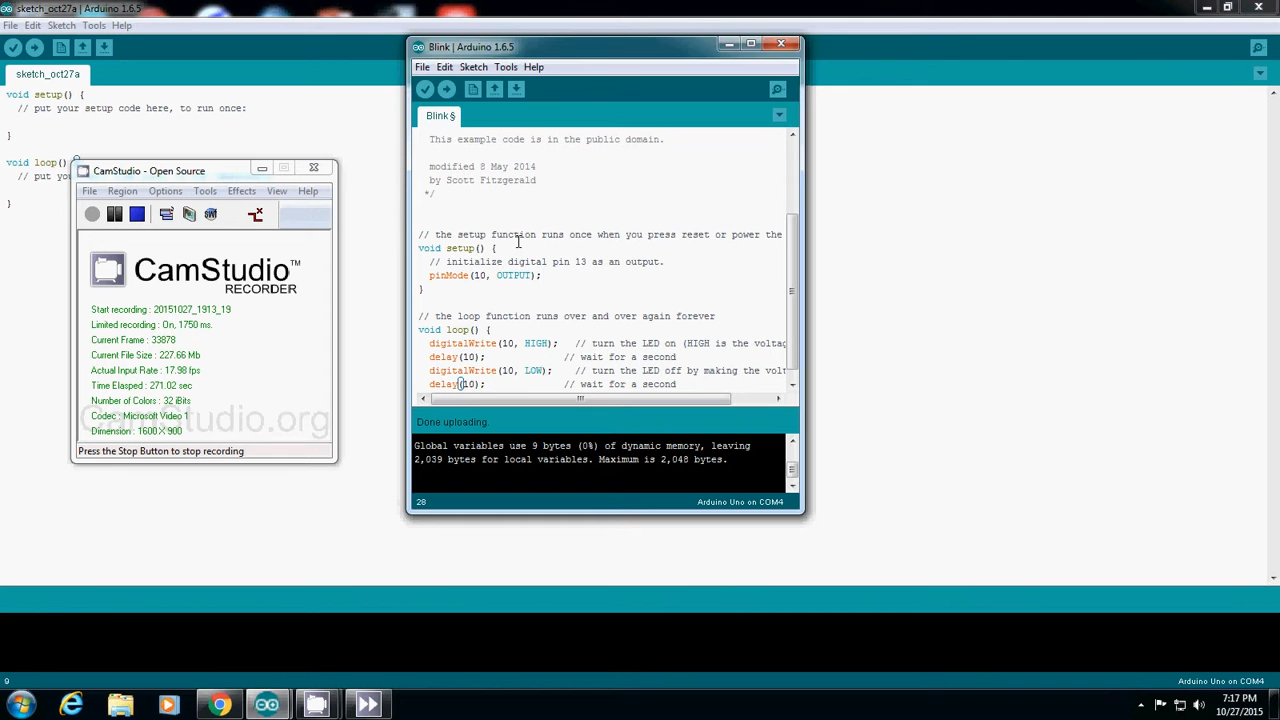 sketch_oct27a | Arduino 1.6.5
File Edit Sketch Tools Help
sketch_oct27a
void setup() {
// put your setup code here, to run once:
}
void loop()
// put you
}
CamStudio - Open Source
File Region Options Tools Effects View Help
CamStudio™
RECORDER
Start recording : 20151027_1913_19
Limited recording : On, 1750 ms.
Current Frame : 33878
Current File Size : 227.66 Mb
Actual Input Rate : 17.98 fps
Time Elasped : 271.02 sec
Number of Colors : 32 iBits
Codec : Microsoft Video 1
Dimension : 1600 X 900
CamStudio.org
Press the Stop Button to stop recording
Blink | Arduino 1.6.5
File Edit Sketch Tools Help
Blink §
This example code is in the public domain.
modified 8 May 2014
by Scott Fitzgerald
*/
// the setup function runs once when you press reset or power the
void setup() {
// initialize digital pin 13 as an output.
pinMode(10, OUTPUT);
}
// the loop function runs over and over again forever
void loop() {
digitalWrite(10, HIGH);   // turn the LED on (HIGH is the voltag
delay(10);              // wait for a second
digitalWrite(10, LOW);    // turn the LED off by making the volt
delay(10);              // wait for a second
Done uploading.
Global variables use 9 bytes (0%) of dynamic memory, leaving
2,039 bytes for local variables. Maximum is 2,048 bytes.
28
Arduino Uno on COM4
9
Arduino Uno on COM4
7:17 PM
10/27/2015